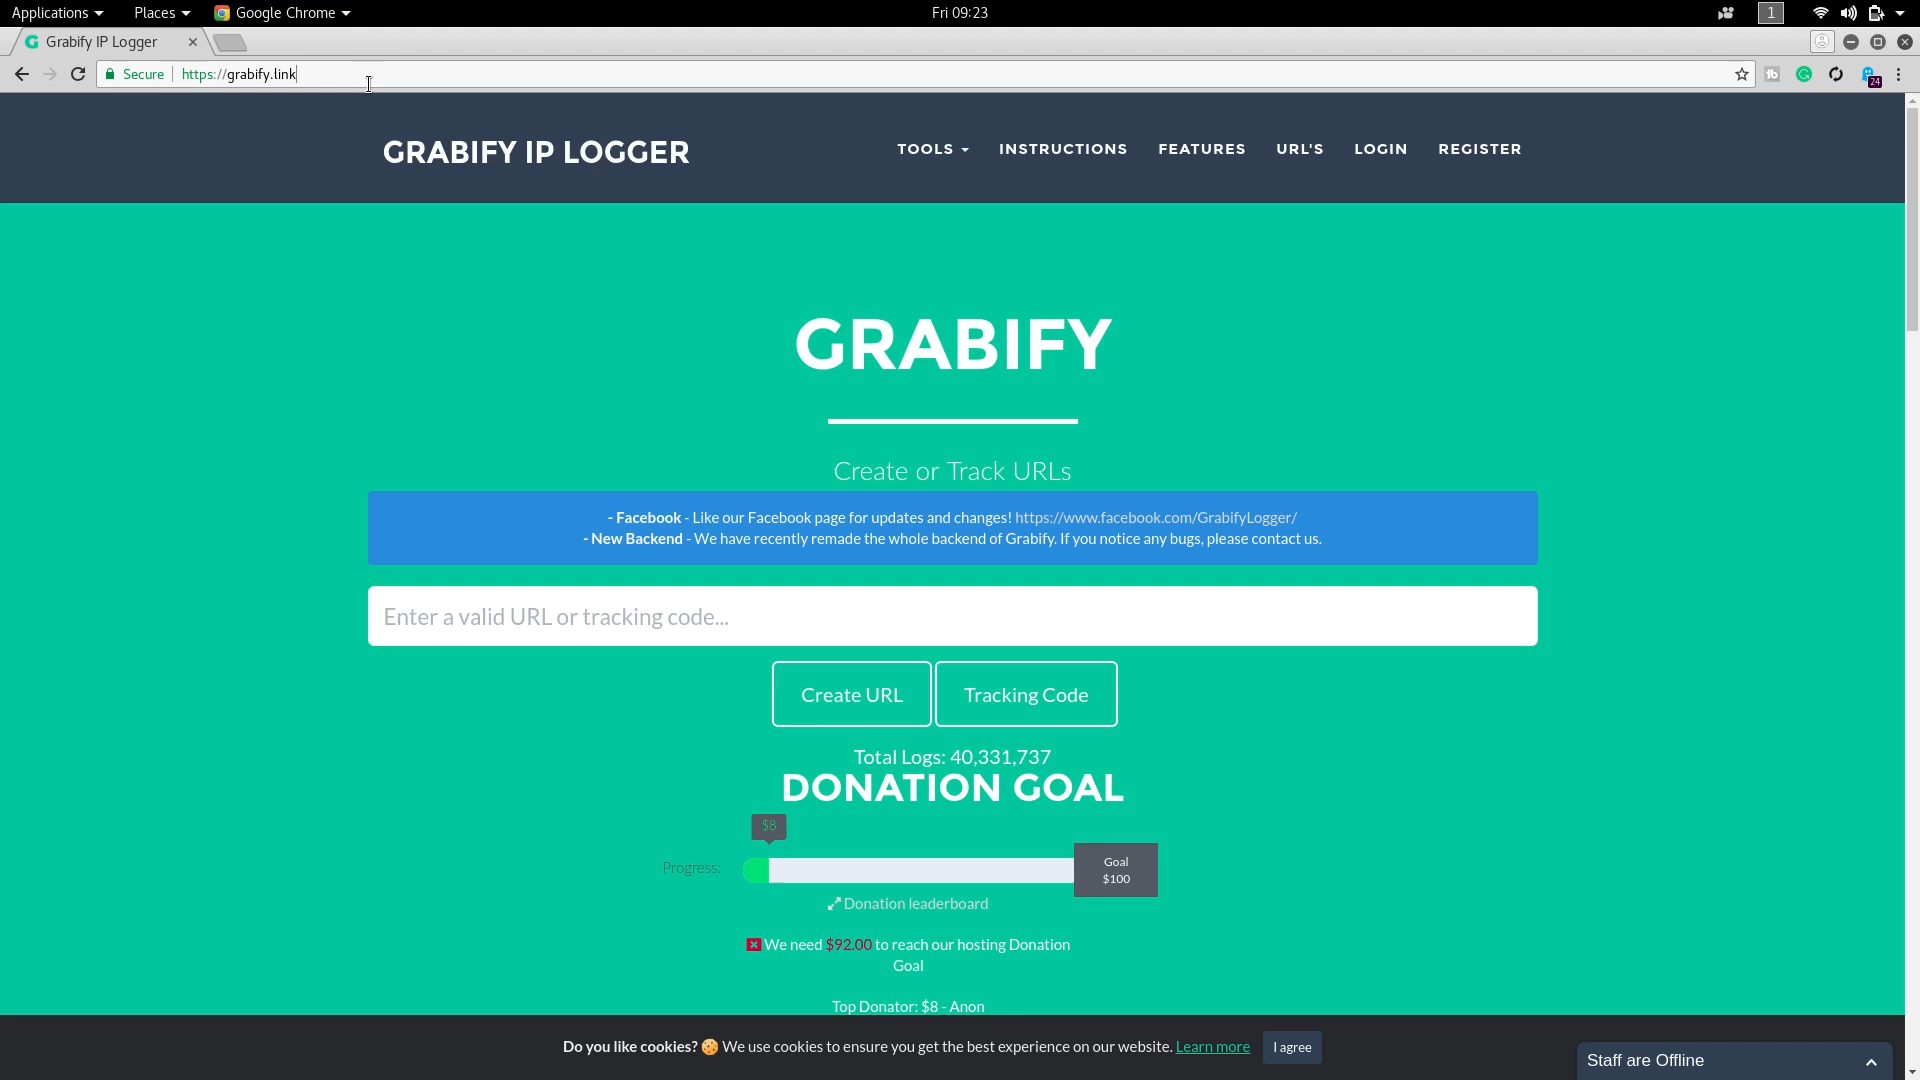 Applications Places Google Chrome Fri 09:23 1
Grabify IP Logger
Secure https://grabify.link 24
GRABIFY IP LOGGER TOOLS INSTRUCTIONS FEATURES URL'S LOGIN REGISTER
GRABIFY
Create or Track URLs
- Facebook - Like our Facebook page for updates and changes! https://www.facebook.com/GrabifyLogger/
- New Backend - We have recently remade the whole backend of Grabify. If you notice any bugs, please contact us.
Enter a valid URL or tracking code...
Create URL Tracking Code
Total Logs: 40,331,737
DONATION GOAL
$8
Progress:
Goal
$100
Donation leaderboard
We need $92.00 to reach our hosting Donation
Goal
Top Donator: $8 - Anon
Do you like cookies? 🍪 We use cookies to ensure you get the best experience on our website. Learn more I agree
Staff are Offline